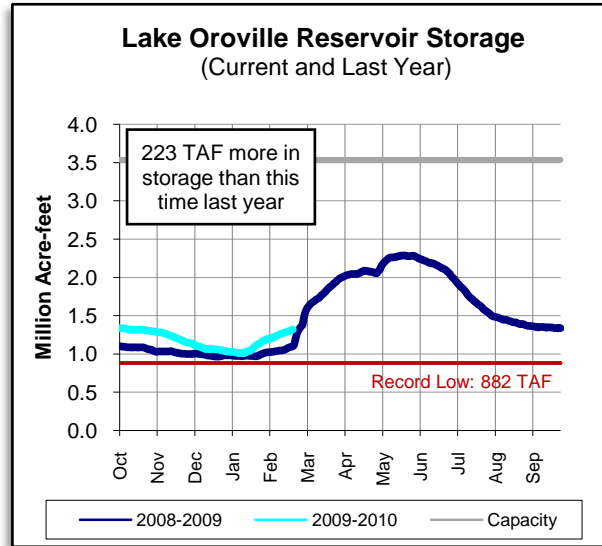 Lake Oroville Reservoir Storage
(Current and Last Year)
4.0
3.5
3.0
2.5
2.0
1.5
1.0
0.5
0.0
Million Acre-feet
223 TAF more in
storage than this
time last year
Record Low: 882 TAF
Oct
Nov
Dec
Jan
Feb
Mar
Apr
May
Jun
Jul
Aug
Sep
2008-2009
2009-2010
Capacity